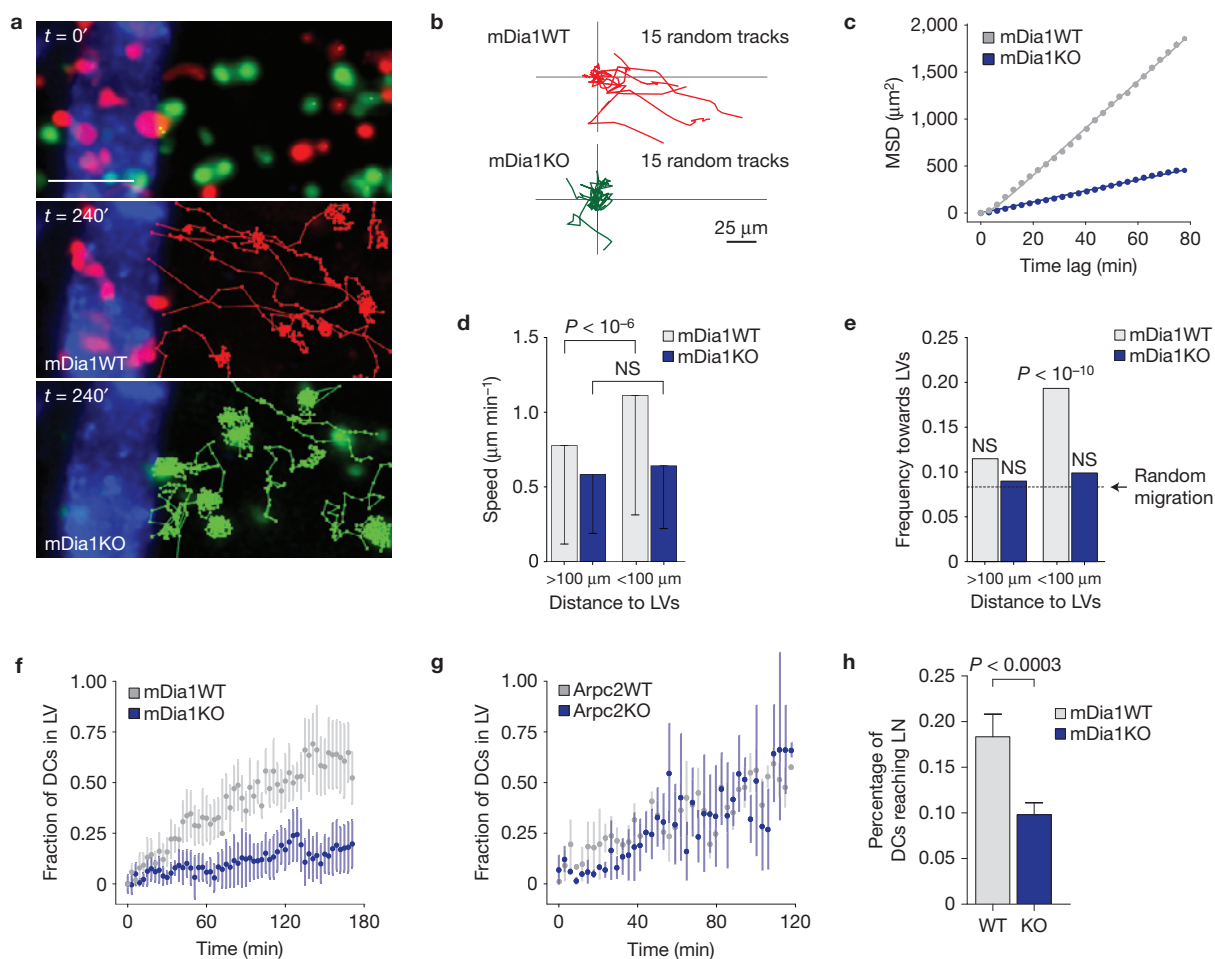 a
t = 0′
t = 240′
mDia1WT
t = 240′
mDia1KO
b
mDia1WT
15 random tracks
mDia1KO
15 random tracks
25 μm
c
2,000
1,500
1,000
500
0
MSD (μm²)
mDia1WT
mDia1KO
0
20
40
60
80
Time lag (min)
d
P < 10⁻⁶
mDia1WT
mDia1KO
NS
1.5
1.0
0.5
0
Speed (μm min⁻¹)
>100 μm
<100 μm
Distance to LVs
e
mDia1WT
mDia1KO
P < 10⁻¹⁰
0.25
0.20
0.15
0.10
0.05
0
Frequency towards LVs
NS
NS
NS
Random
migration
>100 μm
<100 μm
Distance to LVs
f
1.00
0.75
0.50
0.25
0
Fraction of DCs in LV
mDia1WT
mDia1KO
0
60
120
180
Time (min)
g
1.00
0.75
0.50
0.25
0
Fraction of DCs in LV
Arpc2WT
Arpc2KO
0
40
80
120
Time (min)
h
P < 0.0003
0.25
0.20
0.15
0.10
0.05
0
Percentage of
DCs reaching LN
mDia1WT
mDia1KO
WT
KO